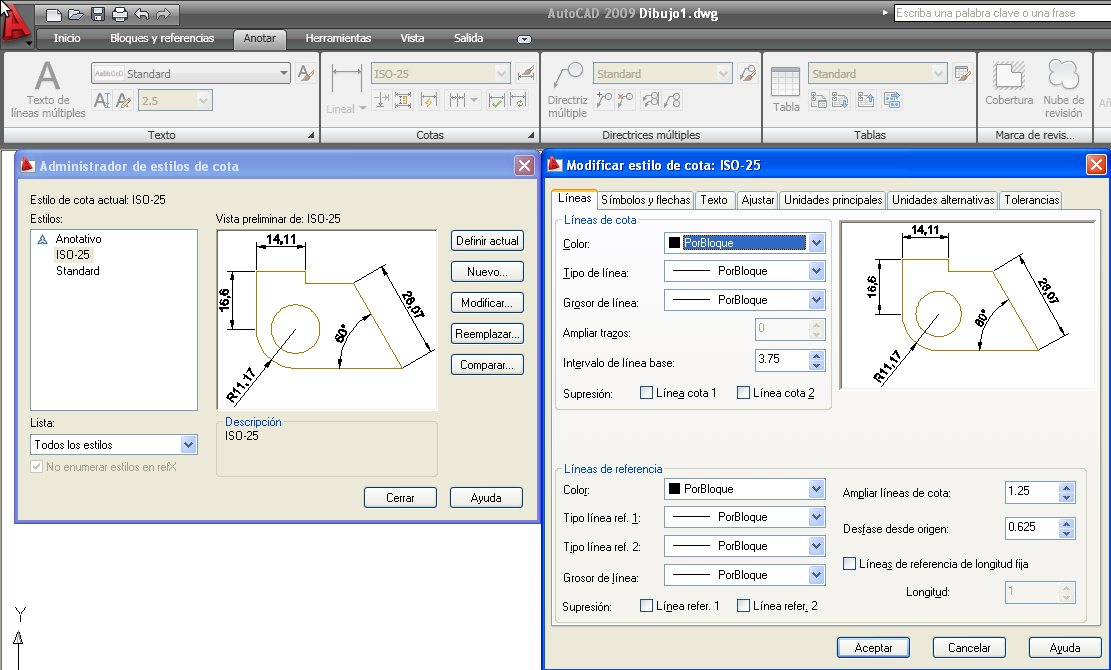 AutoCAD 2009 Dibujo1.dwg
Escriba una palabra clave o una frase
Inicio
Bloques y referencias
Anotar
Herramientas
Vista
Salida
Standard
Texto de
líneas múltiples
2.5
Texto
ISO-25
Lineal
Cotas
Standard
Directriz
múltiple
Directrices múltiples
Standard
Tabla
Tablas
Cobertura
Nube de
revisión
Marca de revis...
Administrador de estilos de cota
Estilo de cota actual: ISO-25
Estilos:
Anotativo
ISO-25
Standard
Vista preliminar de: ISO-25
14,11
16,6
28,07
60°
R11,17
Definir actual
Nuevo...
Modificar...
Reemplazar...
Comparar...
Lista:
Todos los estilos
No enumerar estilos en refX
Descripción
ISO-25
Cerrar
Ayuda
Y
Modificar estilo de cota: ISO-25
Líneas
Símbolos y flechas
Texto
Ajustar
Unidades principales
Unidades alternativas
Tolerancias
Líneas de cota
Color:
PorBloque
Tipo de línea:
PorBloque
Grosor de línea:
PorBloque
Ampliar trazos:
0
Intervalo de línea base:
3.75
Supresión:
Línea cota 1
Línea cota 2
14,11
16,6
28,07
60°
R11,17
Líneas de referencia
Color:
PorBloque
Tipo línea ref. 1:
PorBloque
Tipo línea ref. 2:
PorBloque
Grosor de línea:
PorBloque
Supresión:
Línea refer. 1
Línea refer. 2
Ampliar líneas de cota:
1.25
Desfase desde origen:
0.625
Líneas de referencia de longitud fija
Longitud:
1
Aceptar
Cancelar
Ayuda